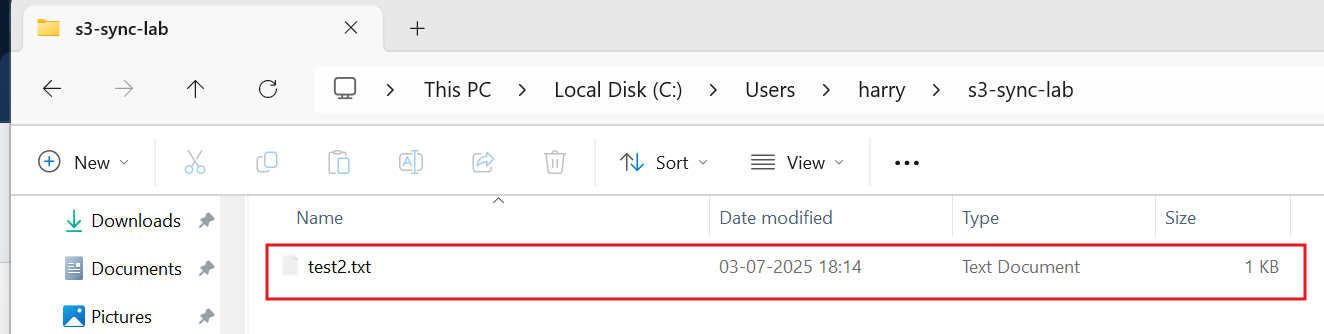 s3-sync-lab
This PC Local Disk (C:) Users harry s3-sync-lab
New Sort View
Name Date modified Type Size
Downloads
test2.txt 03-07-2025 18:14 Text Document 1 KB
Documents
Pictures